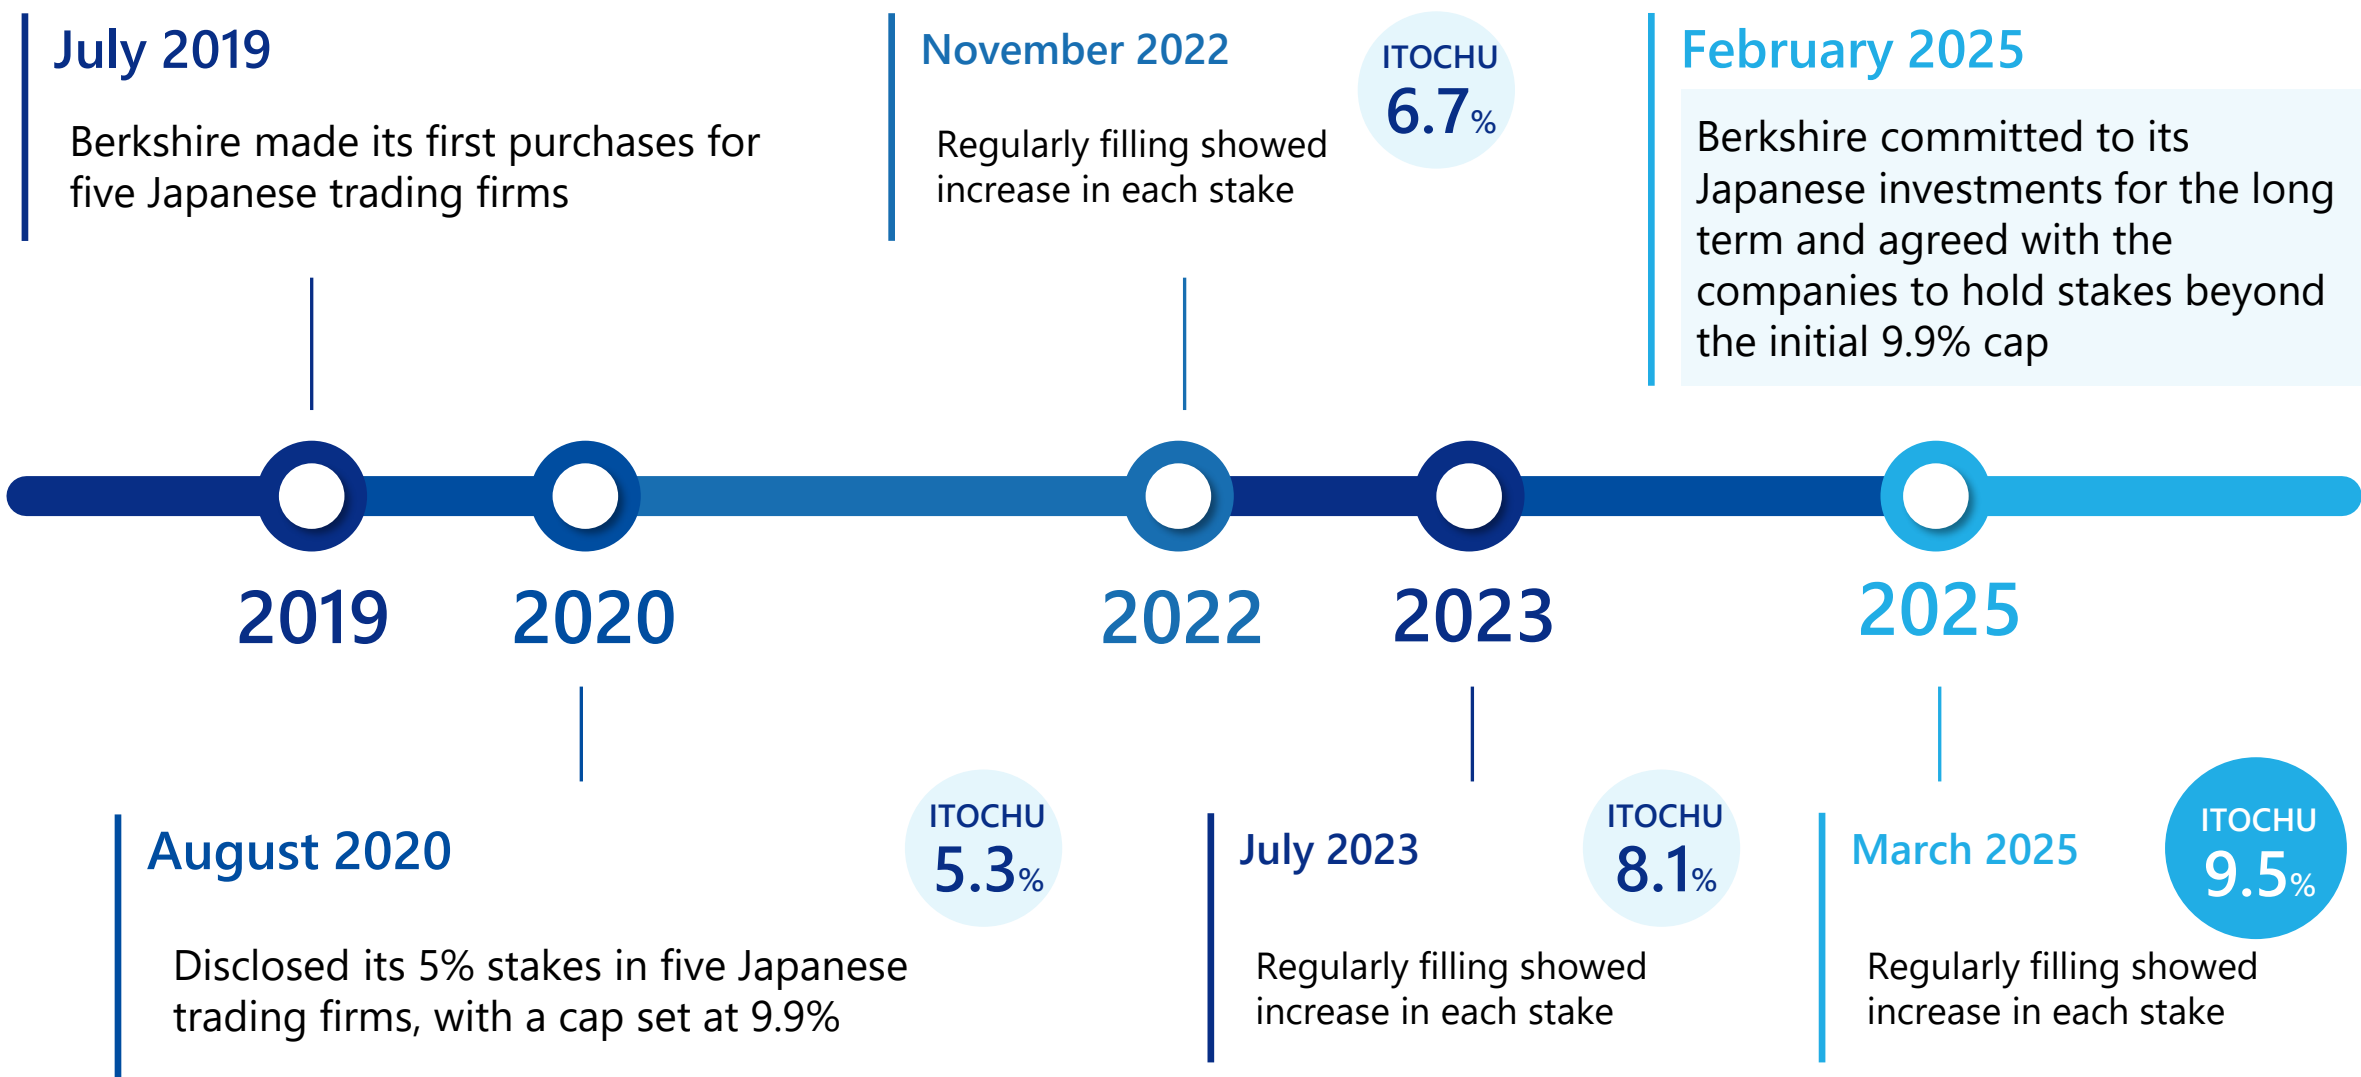 July 2019
Berkshire made its first purchases for
five Japanese trading firms
November 2022
ITOCHU
6.7%
Regularly filling showed
increase in each stake
February 2025
Berkshire committed to its
Japanese investments for the long
term and agreed with the
companies to hold stakes beyond
the initial 9.9% cap
2019
2020
2022
2023
2025
August 2020
ITOCHU
5.3%
Disclosed its 5% stakes in five Japanese
trading firms, with a cap set at 9.9%
July 2023
ITOCHU
8.1%
Regularly filling showed
increase in each stake
March 2025
ITOCHU
9.5%
Regularly filling showed
increase in each stake